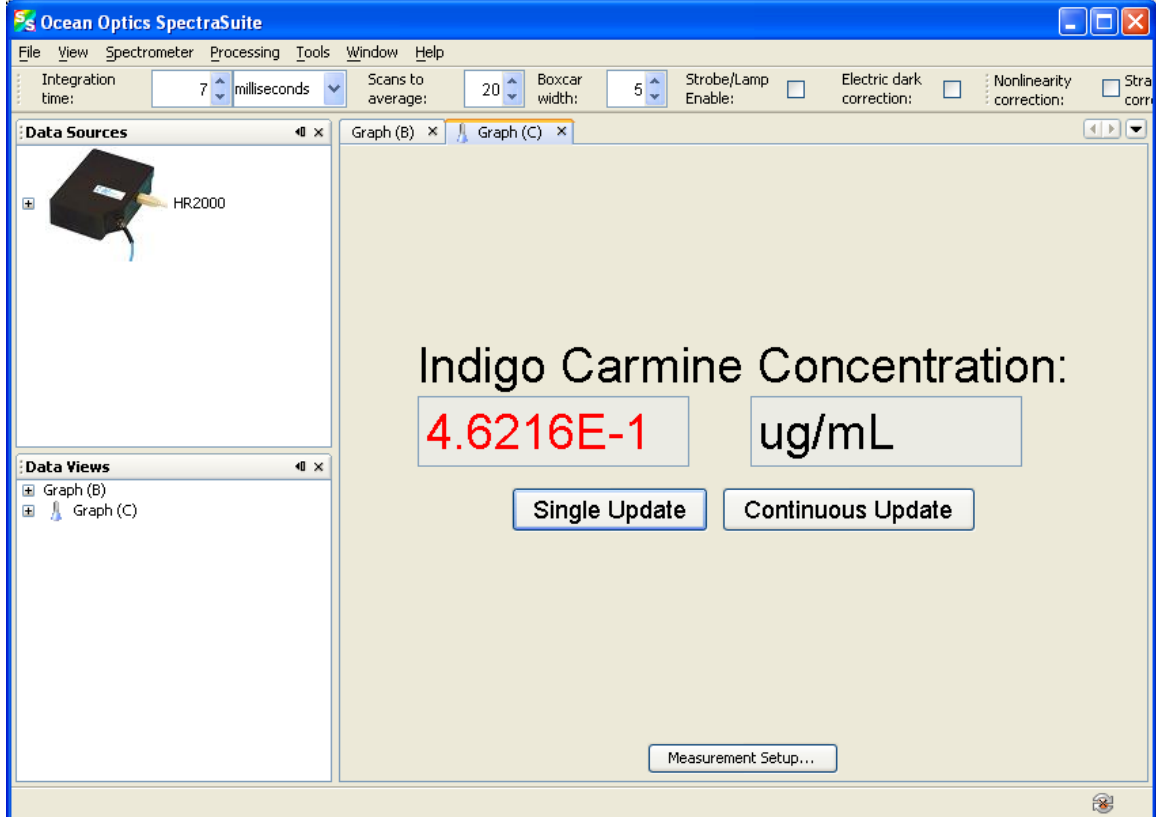 Ocean Optics SpectraSuite
File View Spectrometer Processing Tools Window Help
Integration time: 7 milliseconds Scans to average: 20 Boxcar width: 5 Strobe/Lamp Enable: Electric dark correction: Nonlinearity correction: Stra corr
Data Sources
Graph (B) Graph (C)
HR2000
Indigo Carmine Concentration:
4.6216E-1 ug/mL
Single Update Continuous Update
Data Views
Graph (B)
Graph (C)
Measurement Setup...